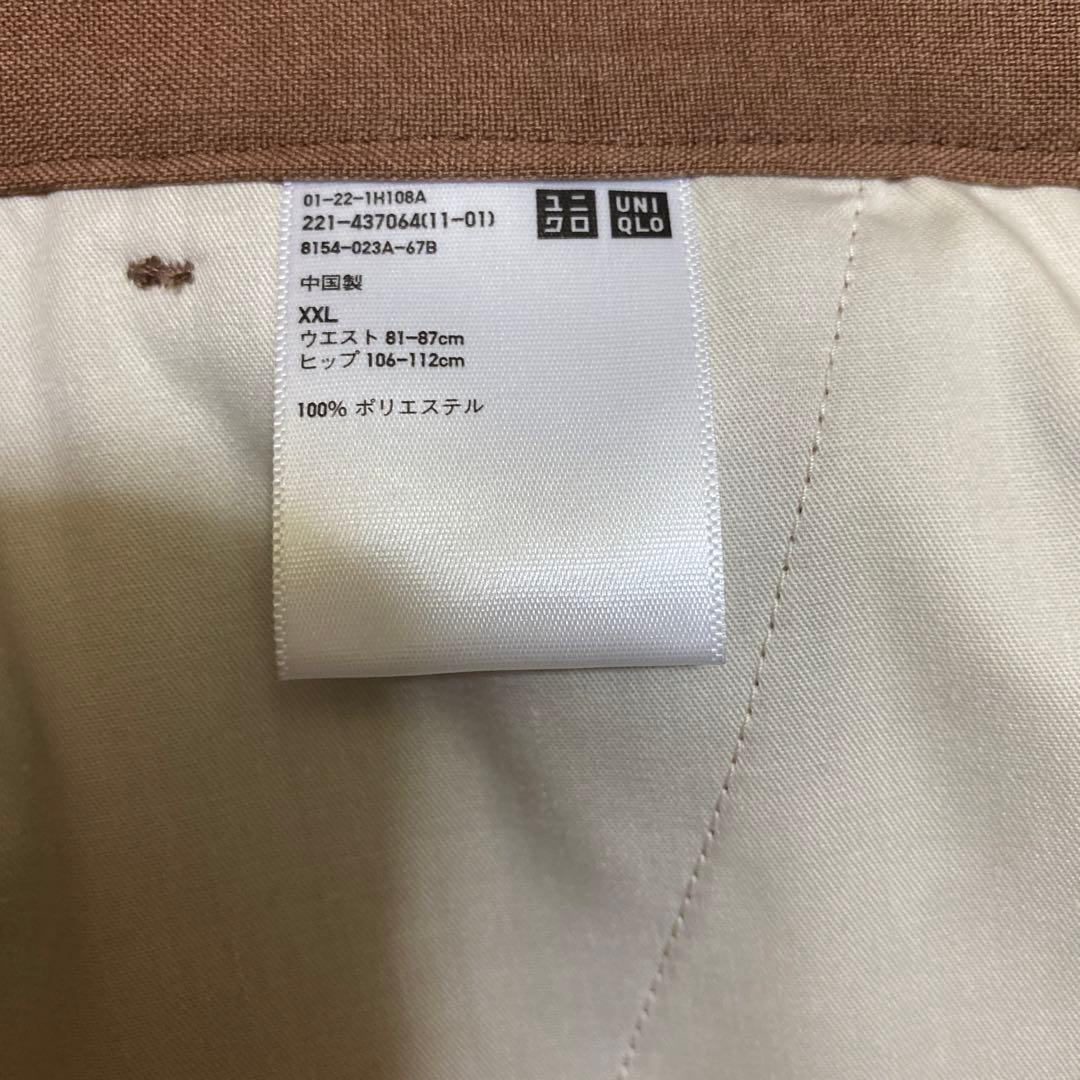 01-22-1H108A
221-437064(11-01)
8154-023A-67B
ユニ
クロ
UNI
QLO
中国製
XXL
ウエスト 81-87cm
ヒップ 106-112cm
100% ポリエステル